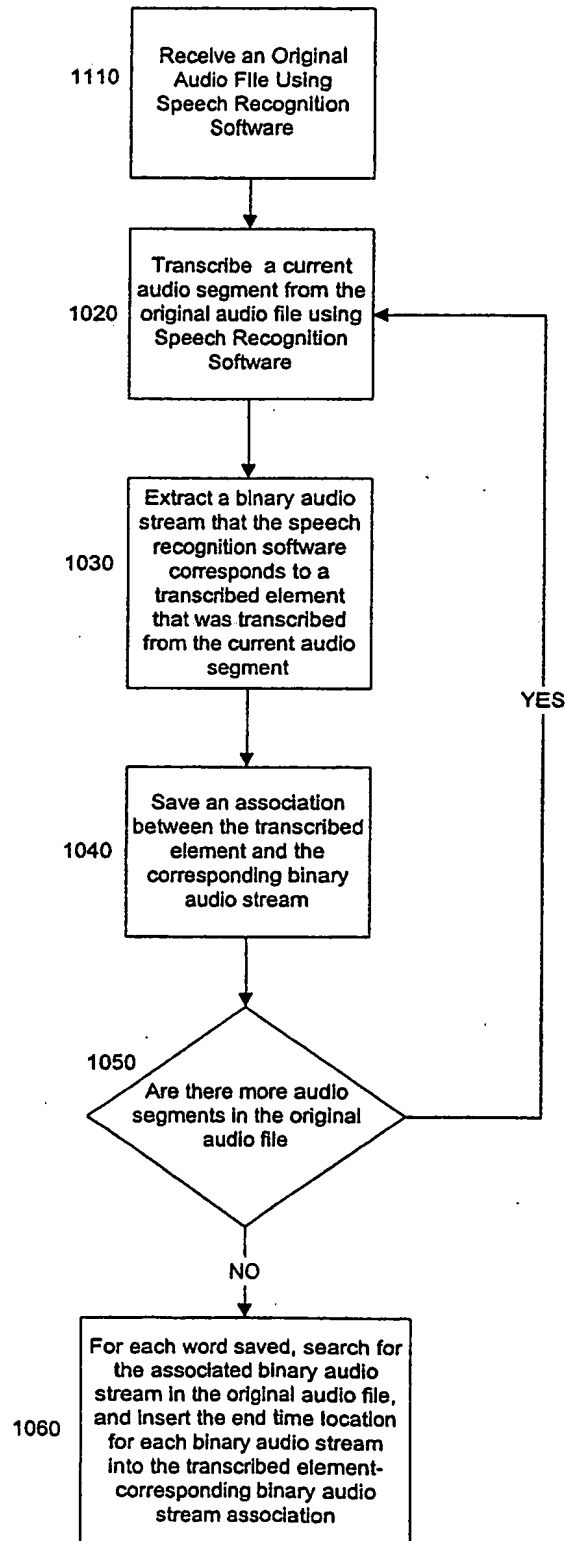 1110
Receive an Original
Audio File Using
Speech Recognition
Software
1020
Transcribe a current
audio segment from the
original audio file using
Speech Recognition
Software
1030
Extract a binary audio
stream that the speech
recognition software
corresponds to a
transcribed element
that was transcribed
from the current audio
segment
YES
1040
Save an association
between the transcribed
element and the
corresponding binary
audio stream
1050
Are there more audio
segments in the original
audio file
NO
1060
For each word saved, search for
the associated binary audio
stream in the original audio file,
and insert the end time location
for each binary audio stream
into the transcribed element-
corresponding binary audio
stream association